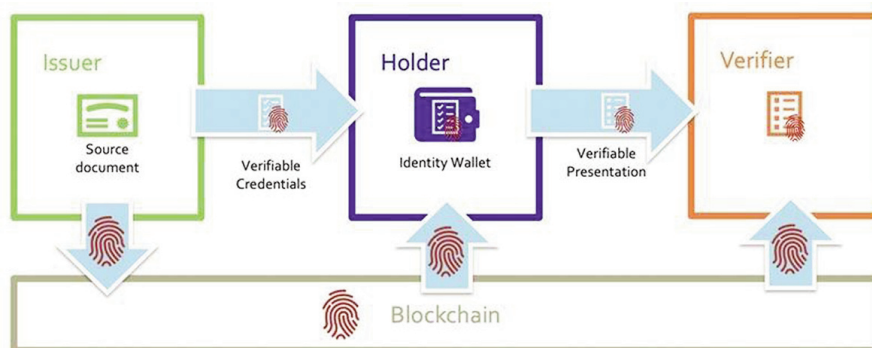 Issuer
Source
document
Verifiable
Credentials
Holder
Identity Wallet
Verifiable
Presentation
Verifier
Blockchain